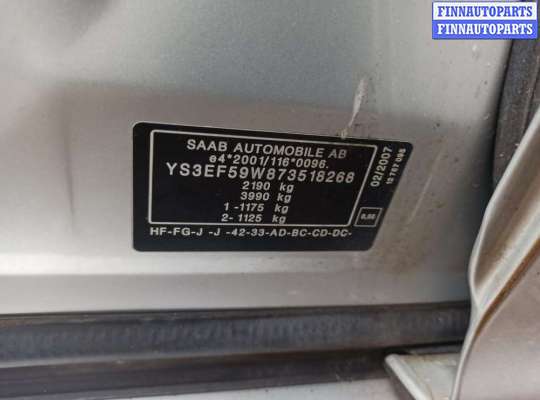 FINNAUTOPARTS
FINNAUTOPARTS
SAAB AUTOMOBILE AB
e4*2001/116*0096.
YS3EF59W873518268
2190 kg
3990 kg
1 -1175 kg
2- 1125 kg
HF-FG-J -J -42-33-AD-BC-CD-DC-
02/2007